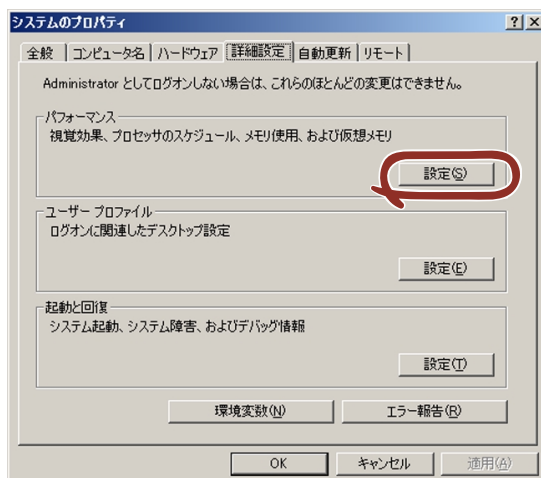 システムのプロパティ
全般 コンピュータ名 ハードウェア 詳細設定 自動更新 リモート
Administrator としてログオンしない場合は、これらのほとんどの変更はできません。
パフォーマンス
視覚効果、プロセッサのスケジュール、メモリ使用、および仮想メモリ
設定(S)
ユーザー プロファイル
ログオンに関連したデスクトップ設定
設定(E)
起動と回復
システム起動、システム障害、およびデバッグ情報
設定(T)
環境変数(N) エラー報告(R)
OK キャンセル 適用(A)